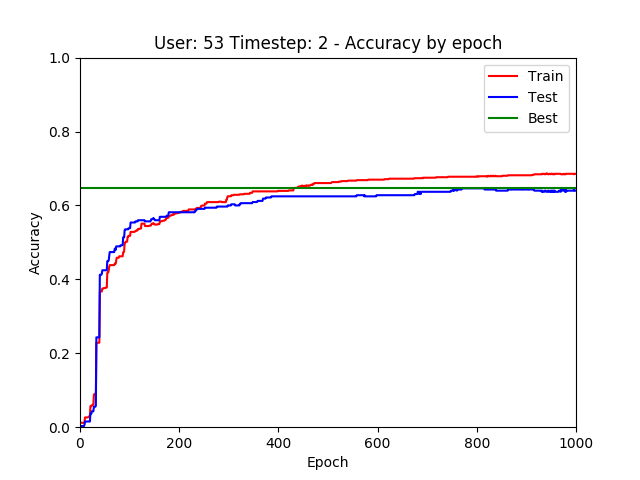 User: 53 Timestep: 2 - Accuracy by epoch
1.0
0.8
0.6
0.4
0.2
0.0
Accuracy
Train
Test
Best
0 200 400 600 800 1000
Epoch